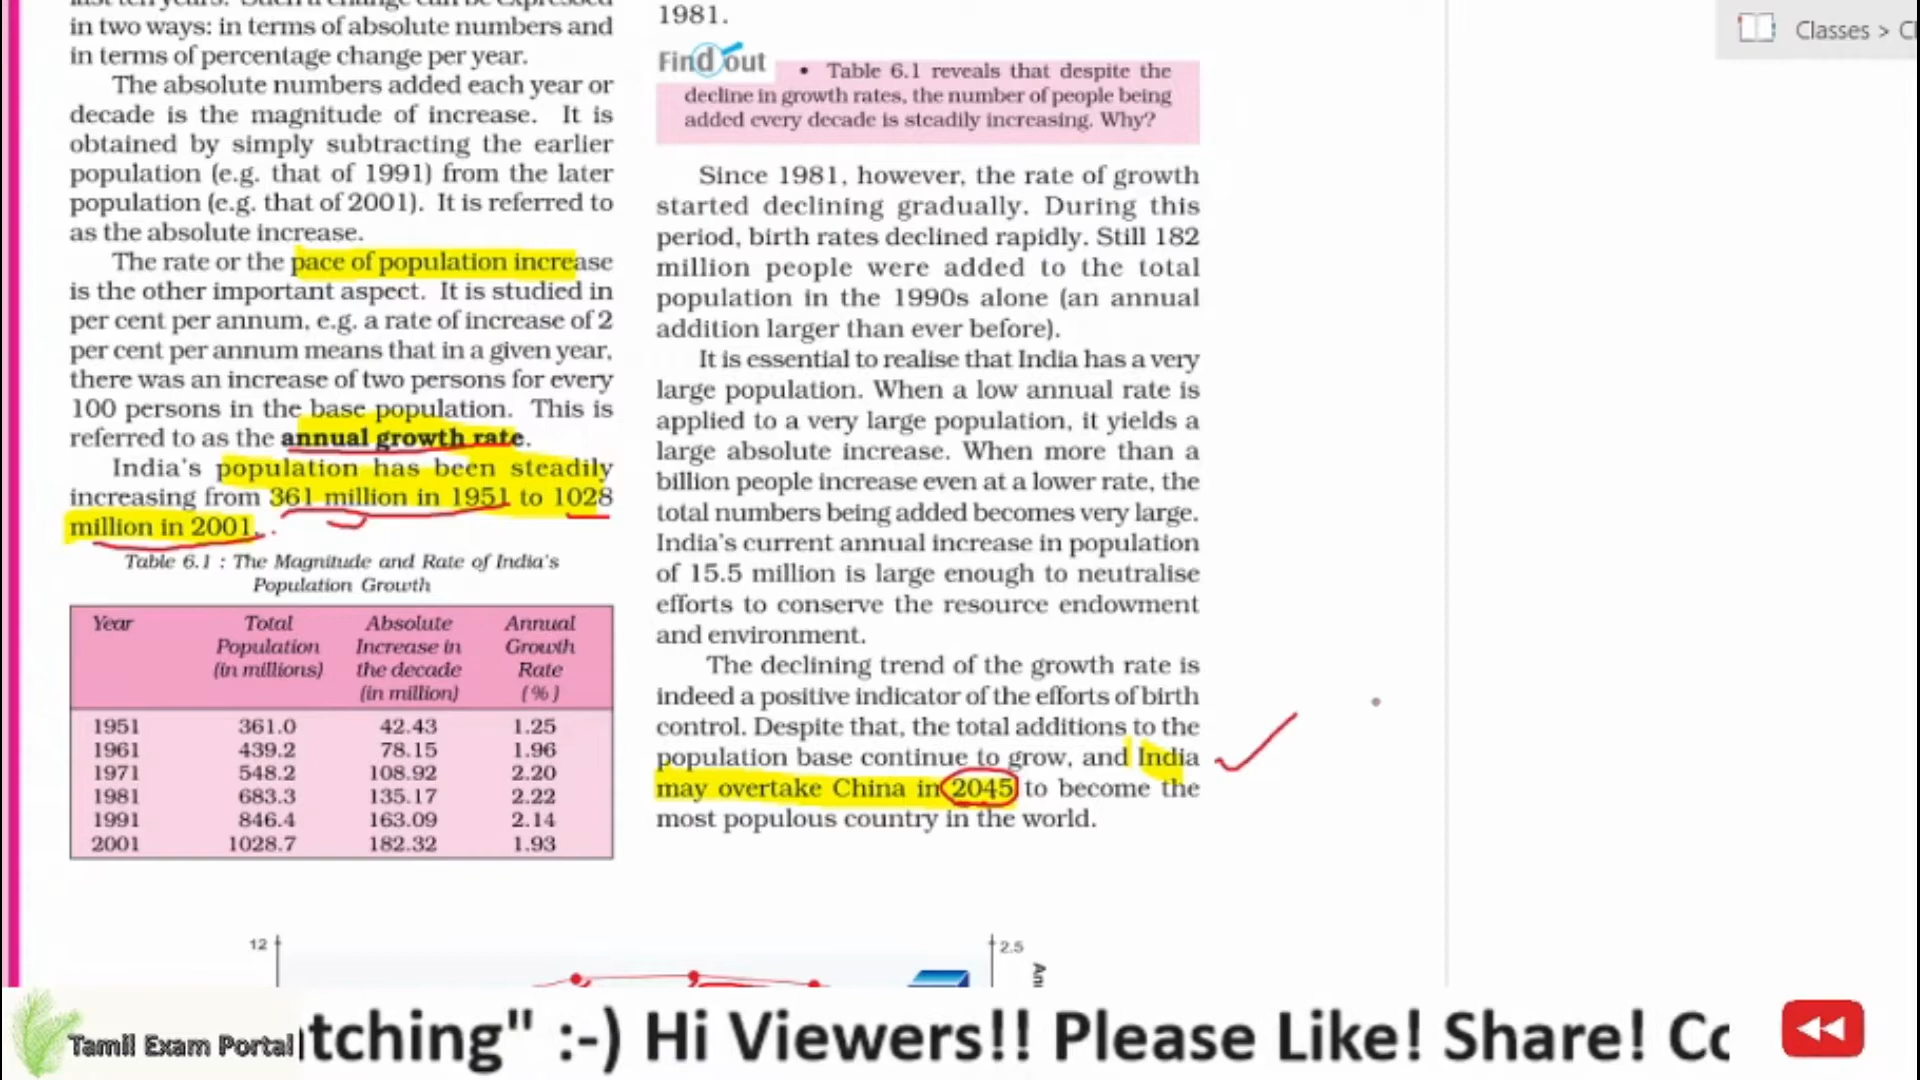 in two ways: in terms of absolute numbers and
in terms of percentage change per year.
The absolute numbers added each year or
decade is the magnitude of increase. It is
obtained by simply subtracting the earlier
population (e.g. that of 1991) from the later
population (e.g. that of 2001). It is referred to
as the absolute increase.
The rate or the pace of population increase
is the other important aspect. It is studied in
per cent per annum, e.g. a rate of increase of 2
per cent per annum means that in a given year,
there was an increase of two persons for every
100 persons in the base population. This is
referred to as the annual growth rate.
India's population has been steadily
increasing from 361 million in 1951 to 1028
million in 2001.
Table 6.1 : The Magnitude and Rate of India's
Population Growth
Year Total Absolute Annual
Population Increase in Growth
(in millions) the decade Rate
(in million) (%)
1951 361.0 42.43 1.25
1961 439.2 78.15 1.96
1971 548.2 108.92 2.20
1981 683.3 135.17 2.22
1991 846.4 163.09 2.14
2001 1028.7 182.32 1.93
1981.
Find out
• Table 6.1 reveals that despite the
decline in growth rates, the number of people being
added every decade is steadily increasing. Why?
Since 1981, however, the rate of growth
started declining gradually. During this
period, birth rates declined rapidly. Still 182
million people were added to the total
population in the 1990s alone (an annual
addition larger than ever before).
It is essential to realise that India has a very
large population. When a low annual rate is
applied to a very large population, it yields a
large absolute increase. When more than a
billion people increase even at a lower rate, the
total numbers being added becomes very large.
India's current annual increase in population
of 15.5 million is large enough to neutralise
efforts to conserve the resource endowment
and environment.
The declining trend of the growth rate is
indeed a positive indicator of the efforts of birth
control. Despite that, the total additions to the
population base continue to grow, and India
may overtake China in 2045 to become the
most populous country in the world.
12
2.5
Classes >
Tamil Exam Portal
tching" :-) Hi Viewers!! Please Like! Share! Co